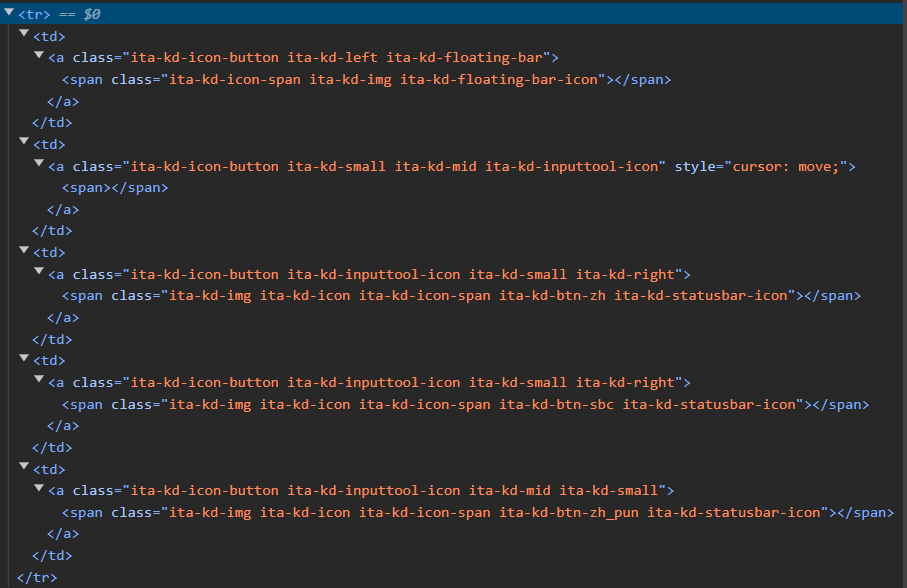 <tr> == $0
<td>
<a class="ita-kd-icon-button ita-kd-left ita-kd-floating-bar">
<span class="ita-kd-icon-span ita-kd-img ita-kd-floating-bar-icon"></span>
</a>
</td>
<td>
<a class="ita-kd-icon-button ita-kd-small ita-kd-mid ita-kd-inputtool-icon" style="cursor: move;">
<span></span>
</a>
</td>
<td>
<a class="ita-kd-icon-button ita-kd-inputtool-icon ita-kd-small ita-kd-right">
<span class="ita-kd-img ita-kd-icon ita-kd-icon-span ita-kd-btn-zh ita-kd-statusbar-icon"></span>
</a>
</td>
<td>
<a class="ita-kd-icon-button ita-kd-inputtool-icon ita-kd-small ita-kd-right">
<span class="ita-kd-img ita-kd-icon ita-kd-icon-span ita-kd-btn-sbc ita-kd-statusbar-icon"></span>
</a>
</td>
<td>
<a class="ita-kd-icon-button ita-kd-inputtool-icon ita-kd-mid ita-kd-small">
<span class="ita-kd-img ita-kd-icon ita-kd-icon-span ita-kd-btn-zh_pun ita-kd-statusbar-icon"></span>
</a>
</td>
</tr>